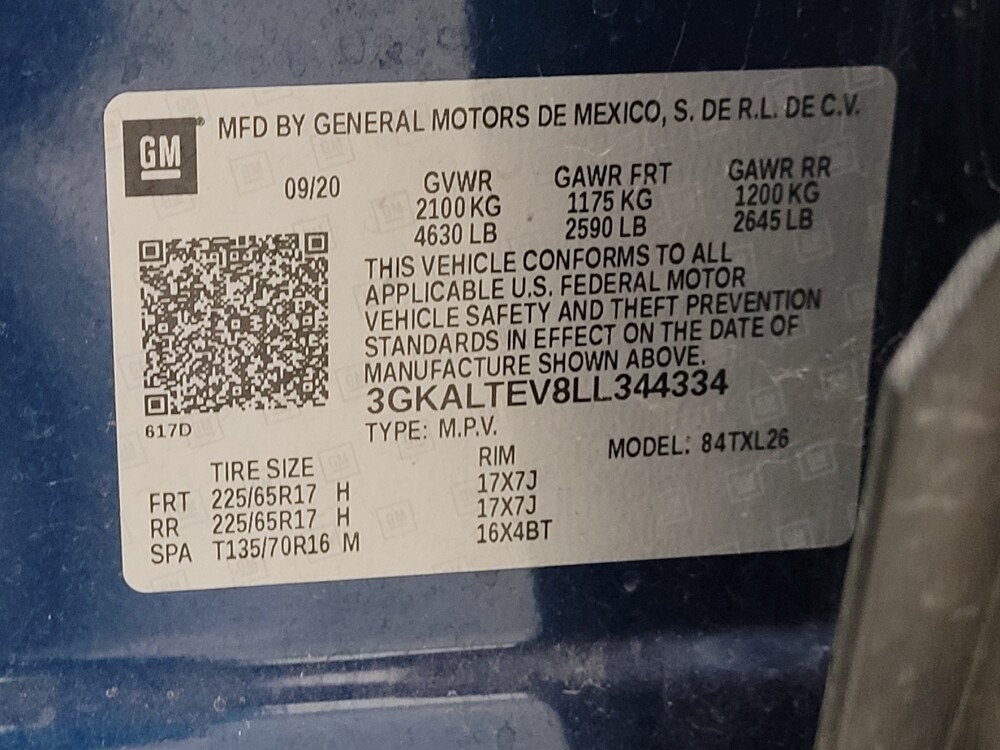 GM® MFD BY GENERAL MOTORS DE MEXICO, S. DE R.L. DE C.V.
09/20 GVWR GAWR FRT GAWR RR
2100 KG 1175 KG 1200 KG
4630 LB 2590 LB 2645 LB
THIS VEHICLE CONFORMS TO ALL
APPLICABLE U.S. FEDERAL MOTOR
VEHICLE SAFETY AND THEFT PREVENTION
STANDARDS IN EFFECT ON THE DATE OF
MANUFACTURE SHOWN ABOVE.
3GKALTEV8LL344334
617D
TYPE: M.P.V. MODEL: 84TXL26
TIRE SIZE RIM
FRT 225/65R17 H 17X7J
RR 225/65R17 H 17X7J
SPA T135/70R16 M 16X4BT